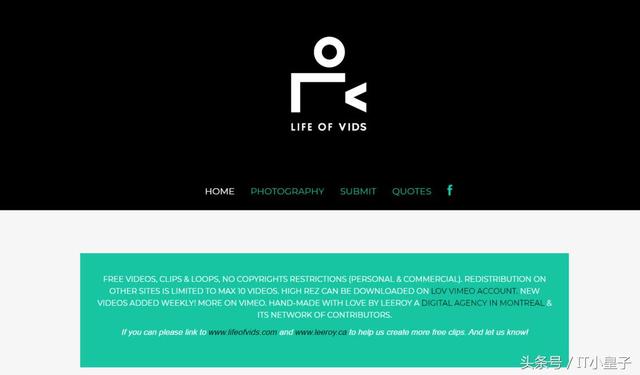 LIFE OF VIDS
HOME PHOTOGRAPHY SUBMIT QUOTES f
FREE VIDEOS, CLIPS & LOOPS, NO COPYRIGHTS RESTRICTIONS (PERSONAL & COMMERCIAL). REDISTRIBUTION ON
OTHER SITES IS LIMITED TO MAX 10 VIDEOS. HIGH REZ CAN BE DOWNLOADED ON LOV VIMEO ACCOUNT. NEW
VIDEOS ADDED WEEKLY! MORE ON VIMEO. HAND-MADE WITH LOVE BY LEEROY A DIGITAL AGENCY IN MONTREAL &
ITS NETWORK OF CONTRIBUTORS.
If you can please link to www.lifeofvids.com and www.leeroy.ca to help us create more free clips. And let us know!
头条号 / IT小皇子